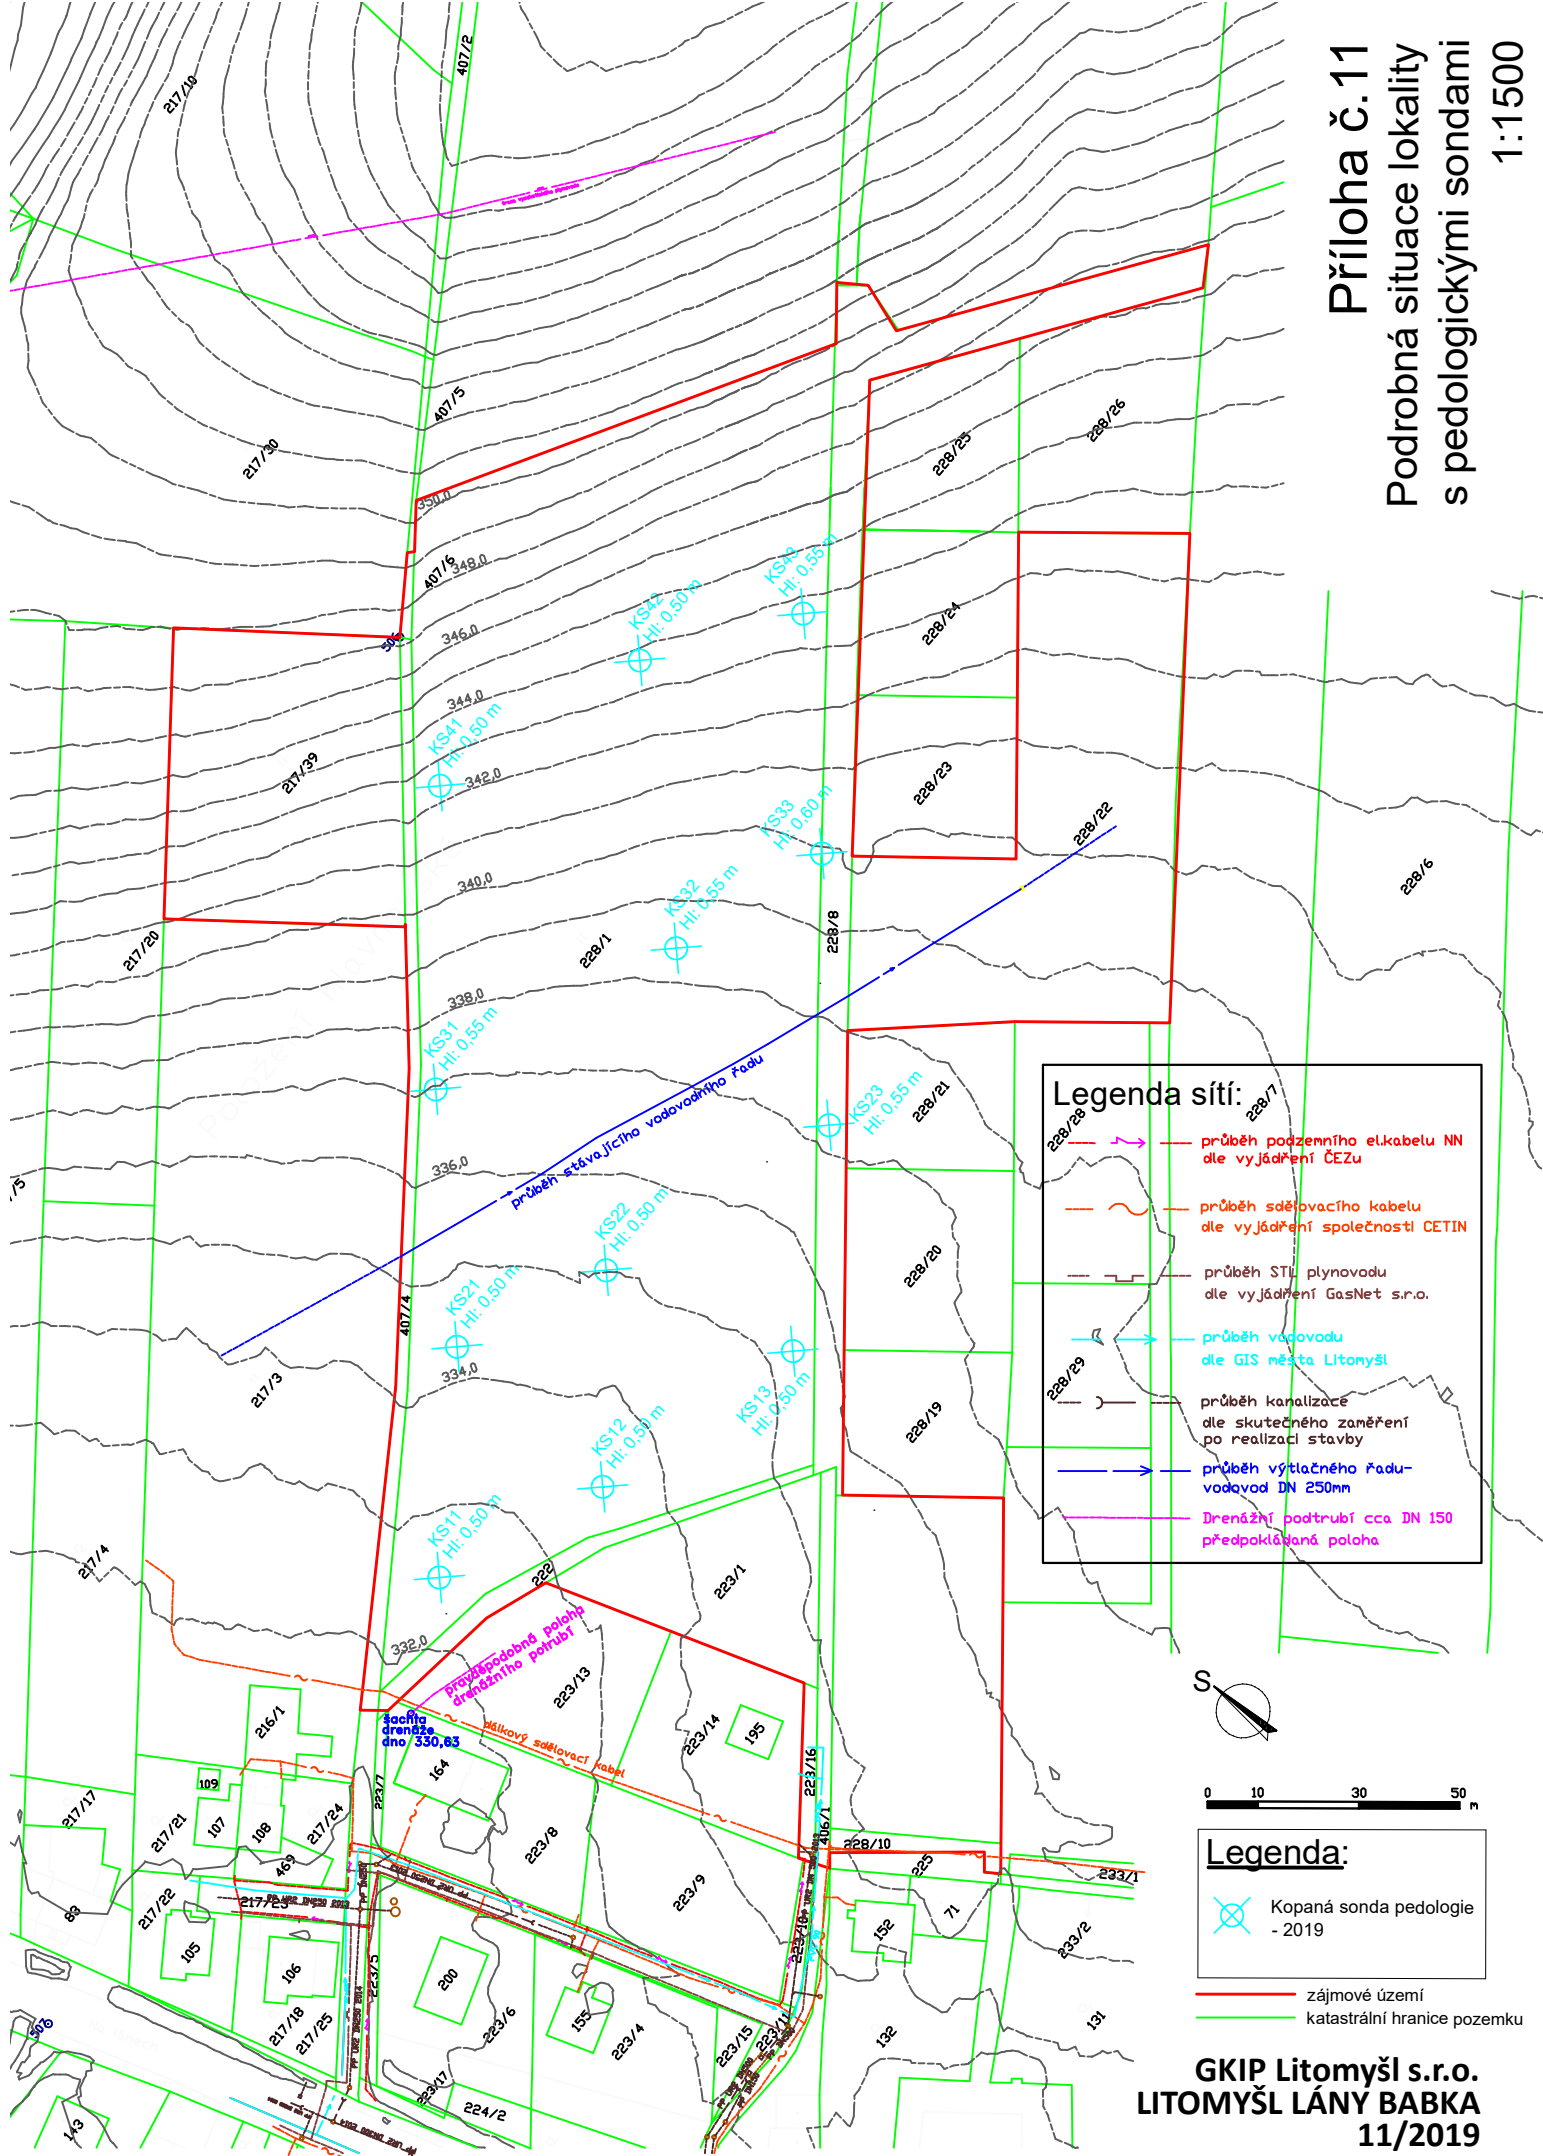 Příloha č.11
Podrobná situace lokality
s pedologickými sondami
1:1500
407/2
217/10
407/5
217/30
228/25
228/26
350,0
407/6
348,0
KS43
Hl: 0,55 m
KS42
Hl: 0,50 m
228/24
346,0
506
344,0
KS41
Hl: 0,50 m
217/39
342,0
228/23
KS33
Hl: 0,60 m
228/22
340,0
KS32
Hl: 0,55 m
228/6
217/20
228/1
228/8
338,0
KS31
Hl: 0,55 m
průběh stávajícího vodovodního řadu
KS23
Hl: 0,55 m
228/21
228/28
228/7
336,0
KS22
Hl: 0,50 m
228/20
KS21
Hl: 0,50 m
407/4
334,0
217/3
KS13
Hl: 0,50 m
228/29
228/19
KS12
Hl: 0,50 m
KS11
Hl: 0,50 m
217/4
222
223/1
332,0
pravděpodobná poloha
drenážního potrubí
223/13
šachta
drenáže
dno 330,63
dálkový sdělovací kabel
216/1
223/14
195
164
223/16
109
223/7
217/17
217/21
107
108
217/24
469
223/8
406/1
228/10
225
233/1
223/9
83
217/22
217/23
105
106
217/18
217/25
223/5
200
223/6
155
223/4
223/10
152
71
233/2
223/15
223/11
132
131
507
223/17
224/2
143
PP UR2 DN250 2014
Legenda sítí:
průběh podzemního el.kabelu NN
dle vyjádření ČEZu
průběh sdělovacího kabelu
dle vyjádření společnosti CETIN
průběh STL plynovodu
dle vyjádření GasNet s.r.o.
průběh vodovodu
dle GIS města Litomyšl
průběh kanalizace
dle skutečného zaměření
po realizaci stavby
průběh výtlačného řadu-
vodovod DN 250mm
Drenážní podtrubí cca DN 150
předpokládaná poloha
S
0 10 30 50 m
Legenda:
Kopaná sonda pedologie
- 2019
zájmové území
katastrální hranice pozemku
GKIP Litomyšl s.r.o.
LITOMYŠL LÁNY BABKA
11/2019